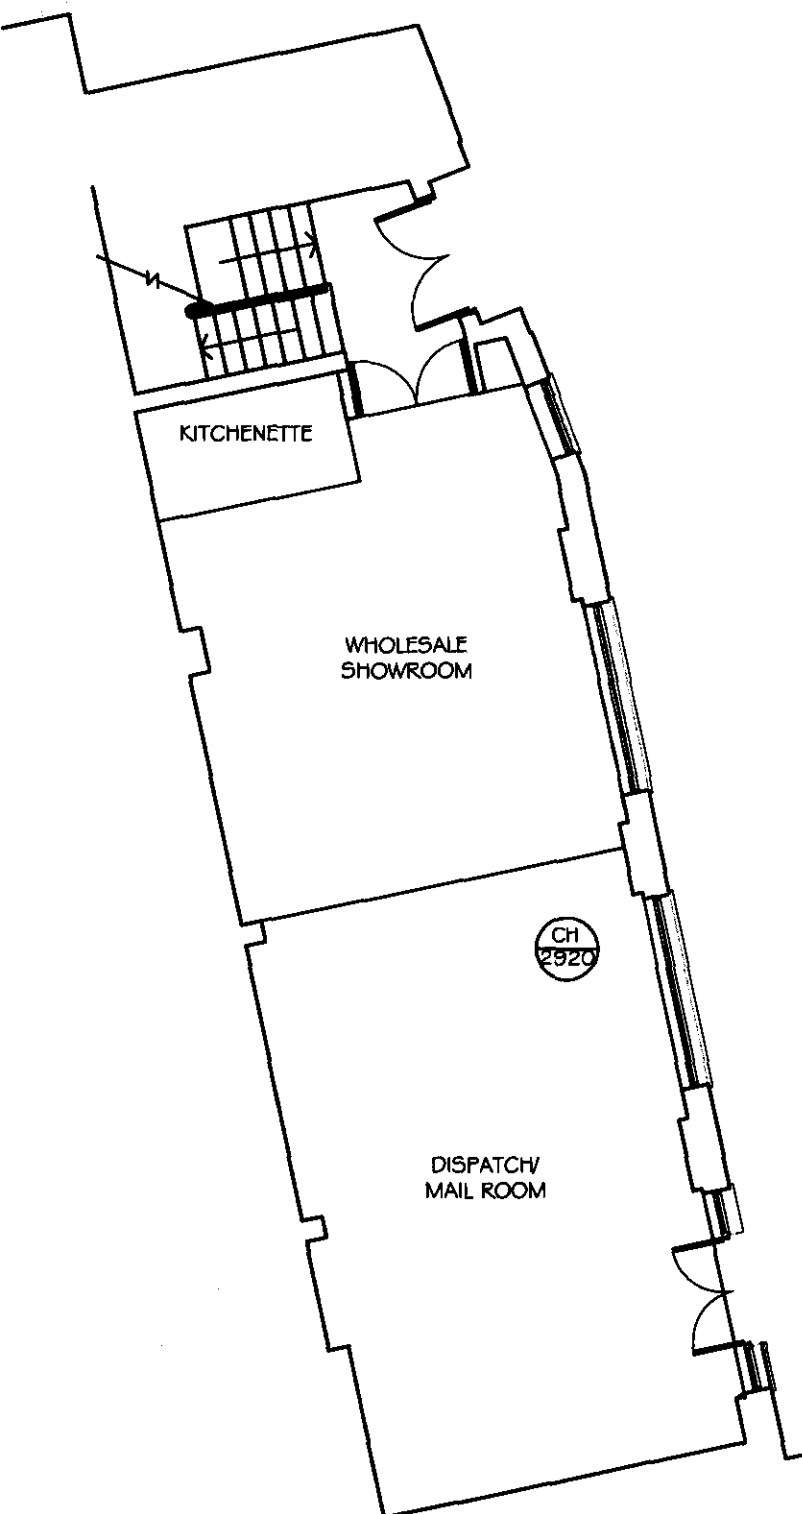 KITCHENETTE
WHOLESALE
SHOWROOM
CH
2920
DISPATCH/
MAIL ROOM